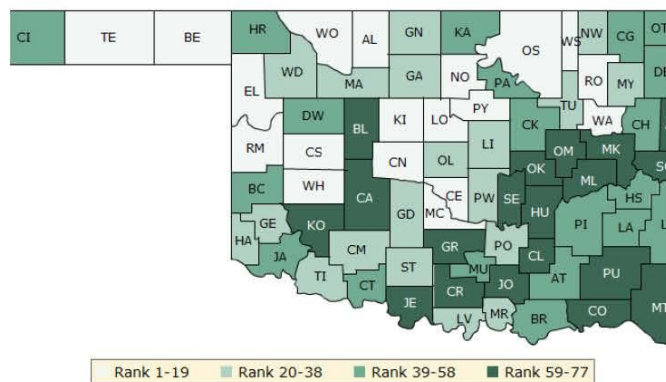 CI TE BE HR WO AL GN KA OS WS NW CG OT
WD MA GA NO PA RO MY DE
EL TU
DW BL KI LO PY CK WA CH
RM CS CN OL LI OM MK
WH CA OK ML
BC CE PW SE HS
GE KO GD MC HU PI LA
HA CM GR PO CL
JA TI CT ST MU AT PU
JE CR JO CO MT
LV MR BR
Rank 1-19 Rank 20-38 Rank 39-58 Rank 59-77